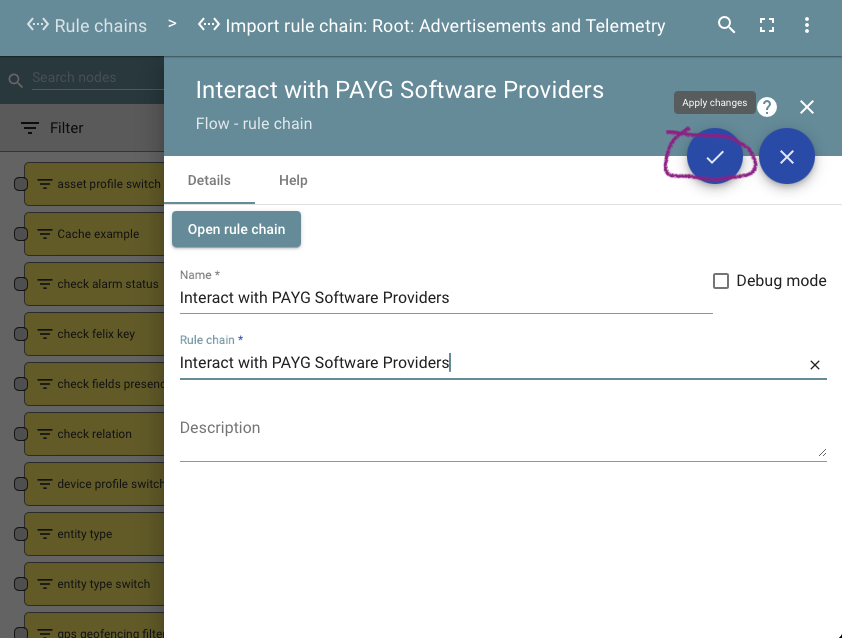 Rule chains > Import rule chain: Root: Advertisements and Telemetry
Search nodes
Filter
asset profile switch
Cache example
check alarm status
check felix key
check fields presenc
check relation
device profile switch
entity type
entity type switch
gps geofencing filter
Interact with PAYG Software Providers
Flow - rule chain
Apply changes
?
Details Help
Open rule chain
Name *
Interact with PAYG Software Providers
Debug mode
Rule chain *
Interact with PAYG Software Providers
Description